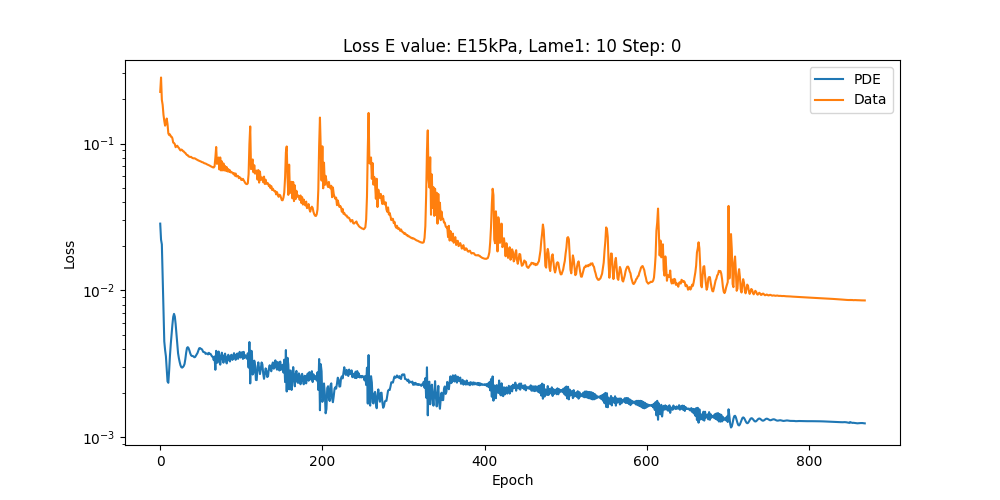 Loss E value: E15kPa, Lame1: 10 Step: 0
PDE
Data
10⁻¹
10⁻²
10⁻³
Loss
0 200 400 600 800
Epoch